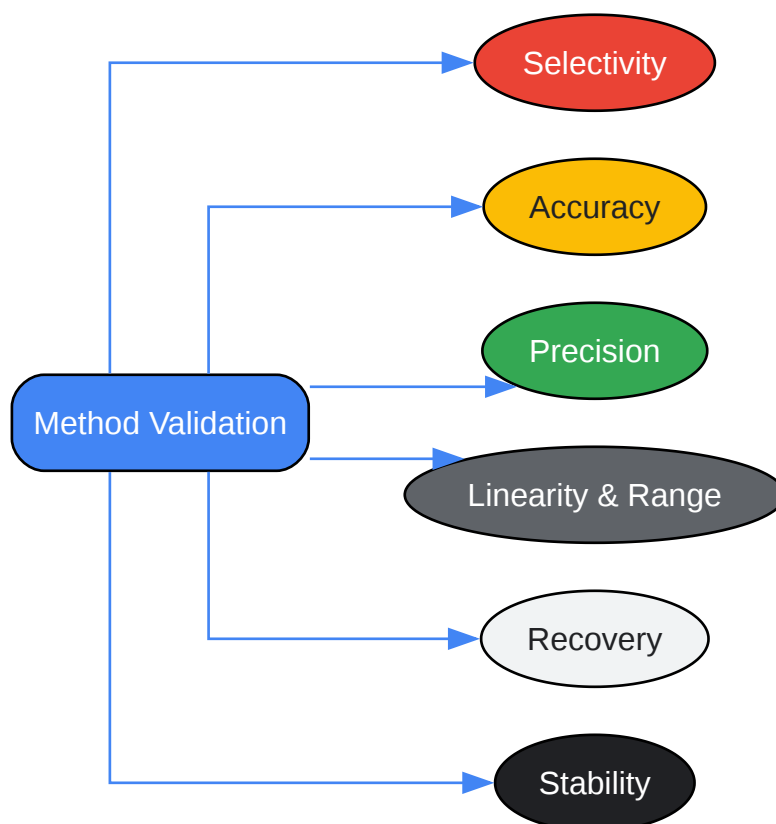 Selectivity
Accuracy
Precision
Method Validation
Linearity & Range
Recovery
Stability